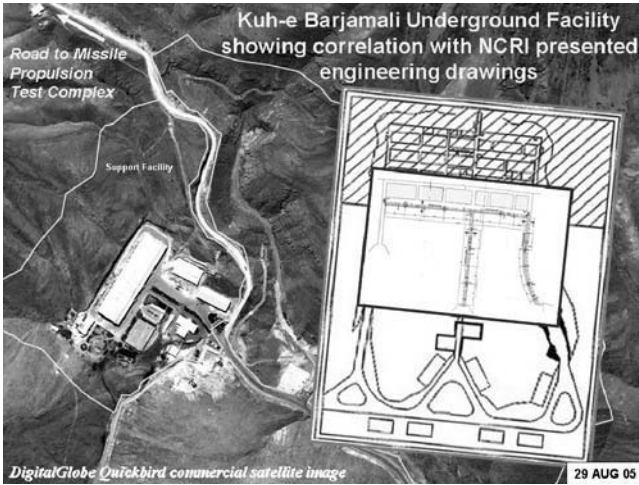 Kuh-e Barjamali Underground Facility
showing correlation with NCRI presented
engineering drawings
Road to Missile
Propulsion
Test Complex
Support Facility
DigitalGlobe Quickbird commercial satellite image
29 AUG 05